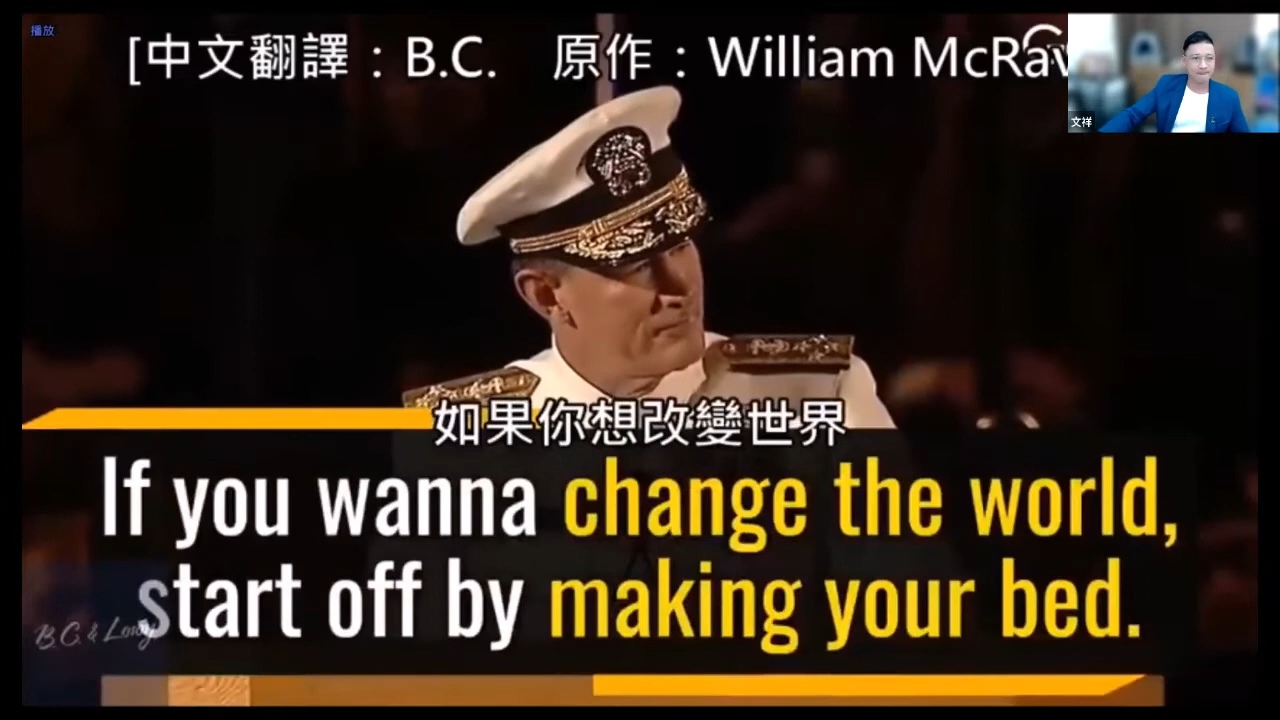 播放
[中文翻譯：B.C. 原作：William McRav
文祥
如果你想改變世界
If you wanna change the world,
start off by making your bed.
B.C. & Lowy